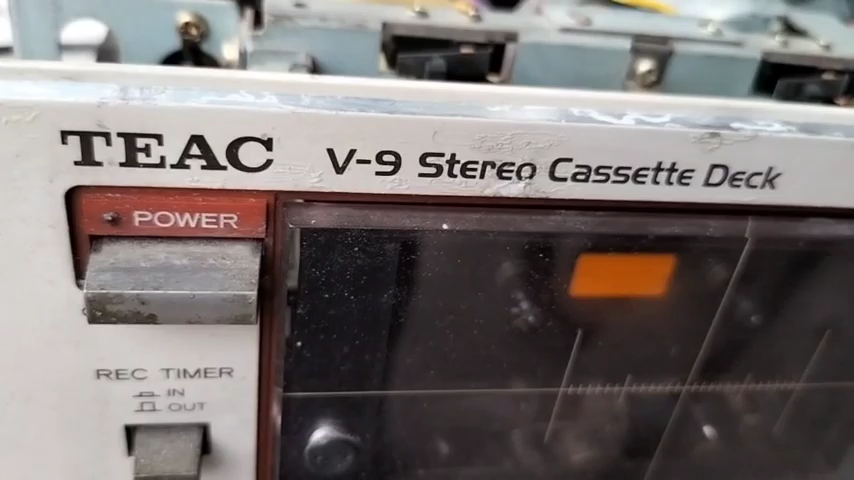 TEAC V-9 Stereo Cassette Deck
POWER
REC TIMER
IN
OUT